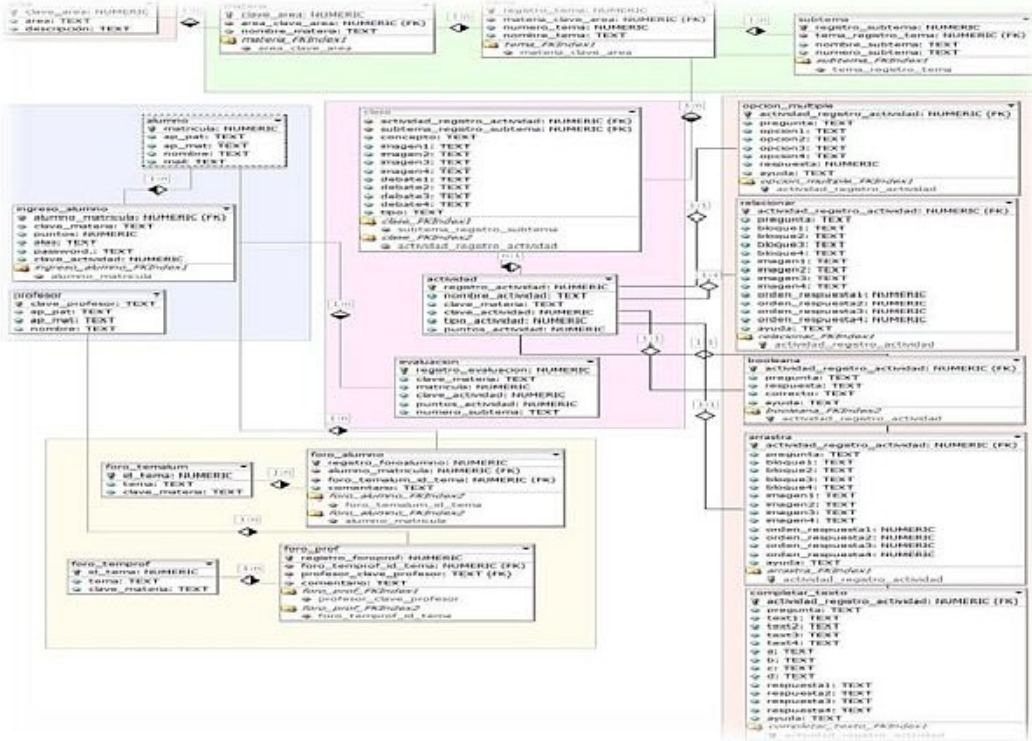 clave_area: TEXT
area: TEXT
descripción: TEXT
materia
clave_area: NUMERIC
area_clave_area: NUMERIC (FK)
nombre_materia: TEXT
materia_FKIndex1
area_clave_area
registro_tema: NUMERIC
materia_clave_area: NUMERIC (FK)
numero_tema: NUMERIC
nombre_tema: TEXT
tema_FKIndex1
materia_clave_area
subtema
registro_subtema: NUMERIC
tema_registro_tema: NUMERIC (FK)
nombre_subtema: TEXT
numero_subtema: TEXT
subtema_FKIndex1
tema_registro_tema
alumno
matricula: NUMERIC
ap_pat: TEXT
ap_mat: TEXT
nombre: TEXT
mail: TEXT
ingreso_alumno
alumno_matricula: NUMERIC (FK)
clave_materia: TEXT
puntos: NUMERIC
alias: TEXT
password.: TEXT
clave_actividad: NUMERIC
ingreso_alumno_FKIndex1
alumno_matricula
profesor
clave_profesor: TEXT
ap_pat: TEXT
ap_mat: TEXT
nombre: TEXT
clase
actividad_registro_actividad: NUMERIC (FK)
subtema_registro_subtema: NUMERIC (FK)
concepto: TEXT
imagen1: TEXT
imagen2: TEXT
imagen3: TEXT
imagen4: TEXT
debate1: TEXT
debate2: TEXT
debate3: TEXT
debate4: TEXT
tipo: TEXT
clase_FKIndex1
subtema_registro_subtema
clase_FKIndex2
actividad_registro_actividad
actividad
registro_actividad: NUMERIC
nombre_actividad: TEXT
clave_materia: TEXT
clave_actividad: NUMERIC
tipo_actividad: NUMERIC
puntos_actividad: NUMERIC
evaluacion
registro_evaluacion: NUMERIC
clave_materia: TEXT
matricula: NUMERIC
clave_actividad: NUMERIC
puntos_actividad: NUMERIC
numero_subtema: TEXT
opcion_multiple
actividad_registro_actividad: NUMERIC (FK)
pregunta: TEXT
opcion1: TEXT
opcion2: TEXT
opcion3: TEXT
opcion4: TEXT
respuesta: NUMERIC
ayuda: TEXT
opcion_multiple_FKIndex1
actividad_registro_actividad
relacionar
actividad_registro_actividad: NUMERIC (FK)
pregunta: TEXT
bloque1: TEXT
bloque2: TEXT
bloque3: TEXT
bloque4: TEXT
imagen1: TEXT
imagen2: TEXT
imagen3: TEXT
imagen4: TEXT
orden_respuesta1: NUMERIC
orden_respuesta2: NUMERIC
orden_respuesta3: NUMERIC
orden_respuesta4: NUMERIC
ayuda: TEXT
relacionar_FKIndex1
actividad_registro_actividad
booleana
actividad_registro_actividad: NUMERIC (FK)
pregunta: TEXT
respuesta: TEXT
correcto: TEXT
ayuda: TEXT
booleana_FKIndex2
actividad_registro_actividad
arrastra
actividad_registro_actividad: NUMERIC (FK)
pregunta: TEXT
bloque1: TEXT
bloque2: TEXT
bloque3: TEXT
bloque4: TEXT
imagen1: TEXT
imagen2: TEXT
imagen3: TEXT
imagen4: TEXT
orden_respuesta1: NUMERIC
orden_respuesta2: NUMERIC
orden_respuesta3: NUMERIC
orden_respuesta4: NUMERIC
ayuda: TEXT
arrastra_FKIndex1
actividad_registro_actividad
completar_texto
actividad_registro_actividad: NUMERIC (FK)
pregunta: TEXT
text1: TEXT
text2: TEXT
text3: TEXT
text4: TEXT
a: TEXT
b: TEXT
c: TEXT
d: TEXT
respuesta1: TEXT
respuesta2: TEXT
respuesta3: TEXT
respuesta4: TEXT
ayuda: TEXT
completar_texto_FKIndex1
actividad_registro_actividad
foro_temalum
id_tema: NUMERIC
tema: TEXT
clave_materia: TEXT
foro_alumno
registro_foroalumno: NUMERIC
alumno_matricula: NUMERIC (FK)
foro_temalum_id_tema: NUMERIC (FK)
comentario: TEXT
foro_alumno_FKIndex2
foro_temalum_id_tema
foro_alumno_FKIndex2
alumno_matricula
foro_temprof
id_tema: NUMERIC
tema: TEXT
clave_materia: TEXT
foro_prof
registro_foroprof: NUMERIC
foro_temprof_id_tema: NUMERIC (FK)
profesor_clave_profesor: TEXT (FK)
comentario: TEXT
foro_prof_FKIndex1
profesor_clave_profesor
foro_prof_FKIndex2
foro_temprof_id_tema